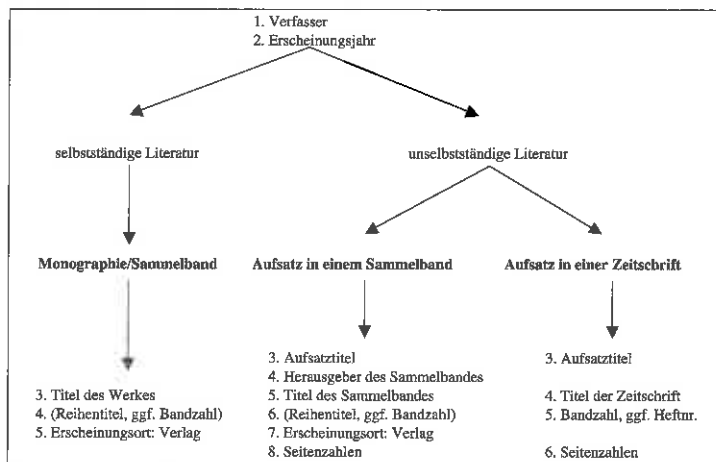 1. Verfasser
2. Erscheinungsjahr
selbstständige Literatur
unselbstständige Literatur
Monographie/Sammelband
Aufsatz in einem Sammelband
Aufsatz in einer Zeitschrift
3. Titel des Werkes
4. (Reihentitel, ggf. Bandzahl)
5. Erscheinungsort: Verlag
3. Aufsatztitel
4. Herausgeber des Sammelbandes
5. Titel des Sammelbandes
6. (Reihentitel, ggf. Bandzahl)
7. Erscheinungsort: Verlag
8. Seitenzahlen
3. Aufsatztitel
4. Titel der Zeitschrift
5. Bandzahl, ggf. Heftnr.
6. Seitenzahlen